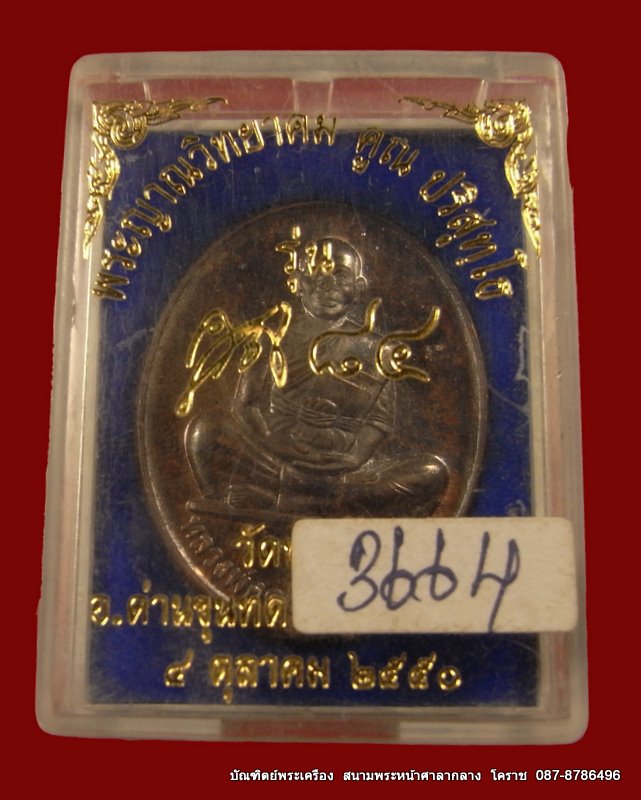 พระญาณวิทยาคม คูณ ปริสุทฺโธ
รุ่น
๘๕
วัด
3664
อ.ด่านขุนทด
๔ ตุลาคม ๒๕๕๐
บัณฑิตย์พระเครื่อง สนามพระหน้าศาลากลาง โคราช 087-8786496